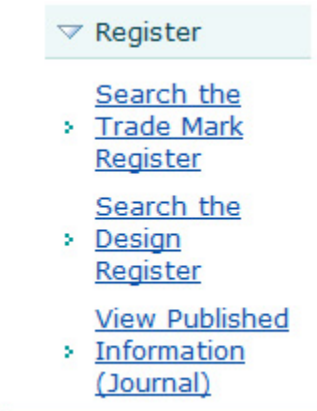 Register
Search the
Trade Mark
Register
Search the
Design
Register
View Published
Information
(Journal)